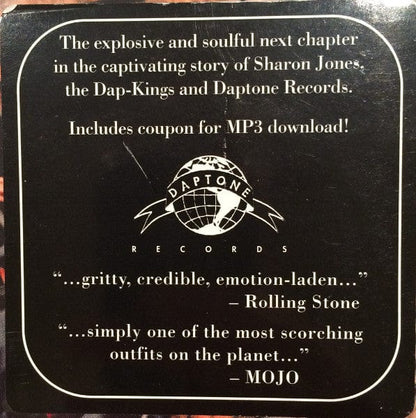 The explosive and soulful next chapter
in the captivating story of Sharon Jones,
the Dap-Kings and Daptone Records.
Includes coupon for MP3 download!
DAPTONE
RECORDS
“...gritty, credible, emotion-laden...”
– Rolling Stone
“...simply one of the most scorching
outfits on the planet...”
– MOJO